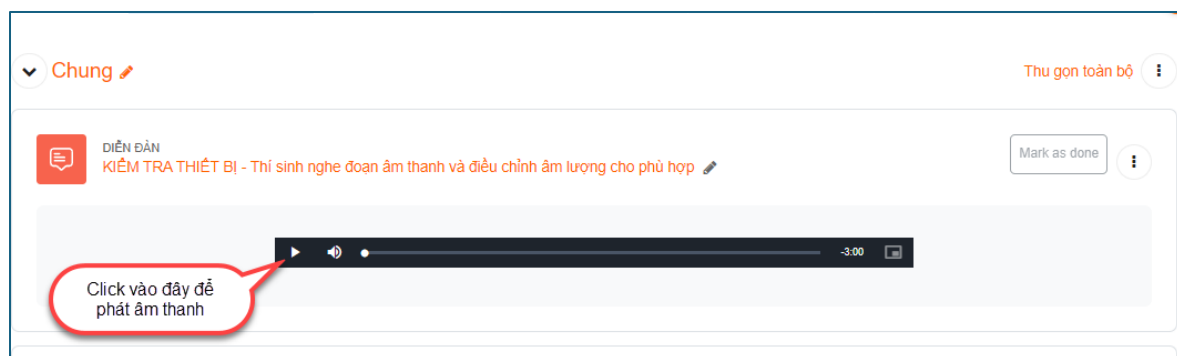 Chung
Thu gọn toàn bộ
DIỄN ĐÀN
KIỂM TRA THIẾT BỊ - Thí sinh nghe đoạn âm thanh và điều chỉnh âm lượng cho phù hợp
Mark as done
-3:00
Click vào đây để
phát âm thanh